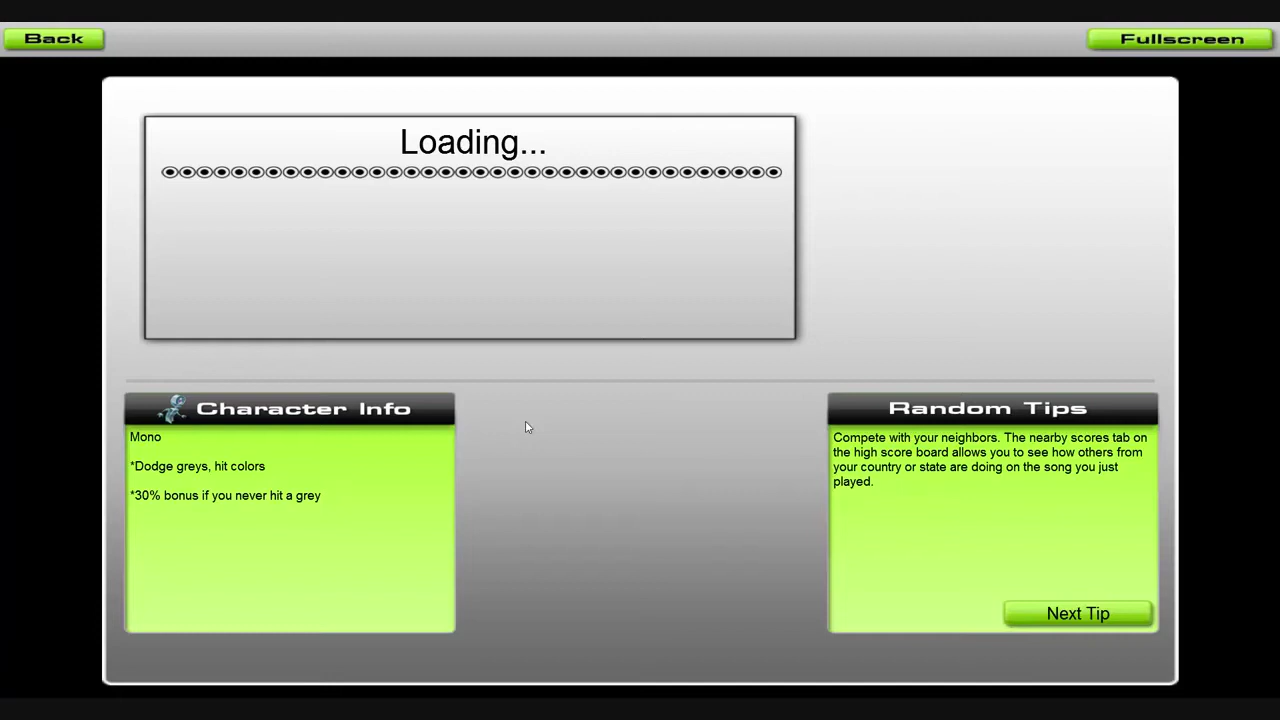 Back
Fullscreen
Loading...
Character Info
Mono
*Dodge greys, hit colors
*30% bonus if you never hit a grey
Random Tips
Compete with your neighbors. The nearby scores tab on
the high score board allows you to see how others from
your country or state are doing on the song you just
played.
Next Tip